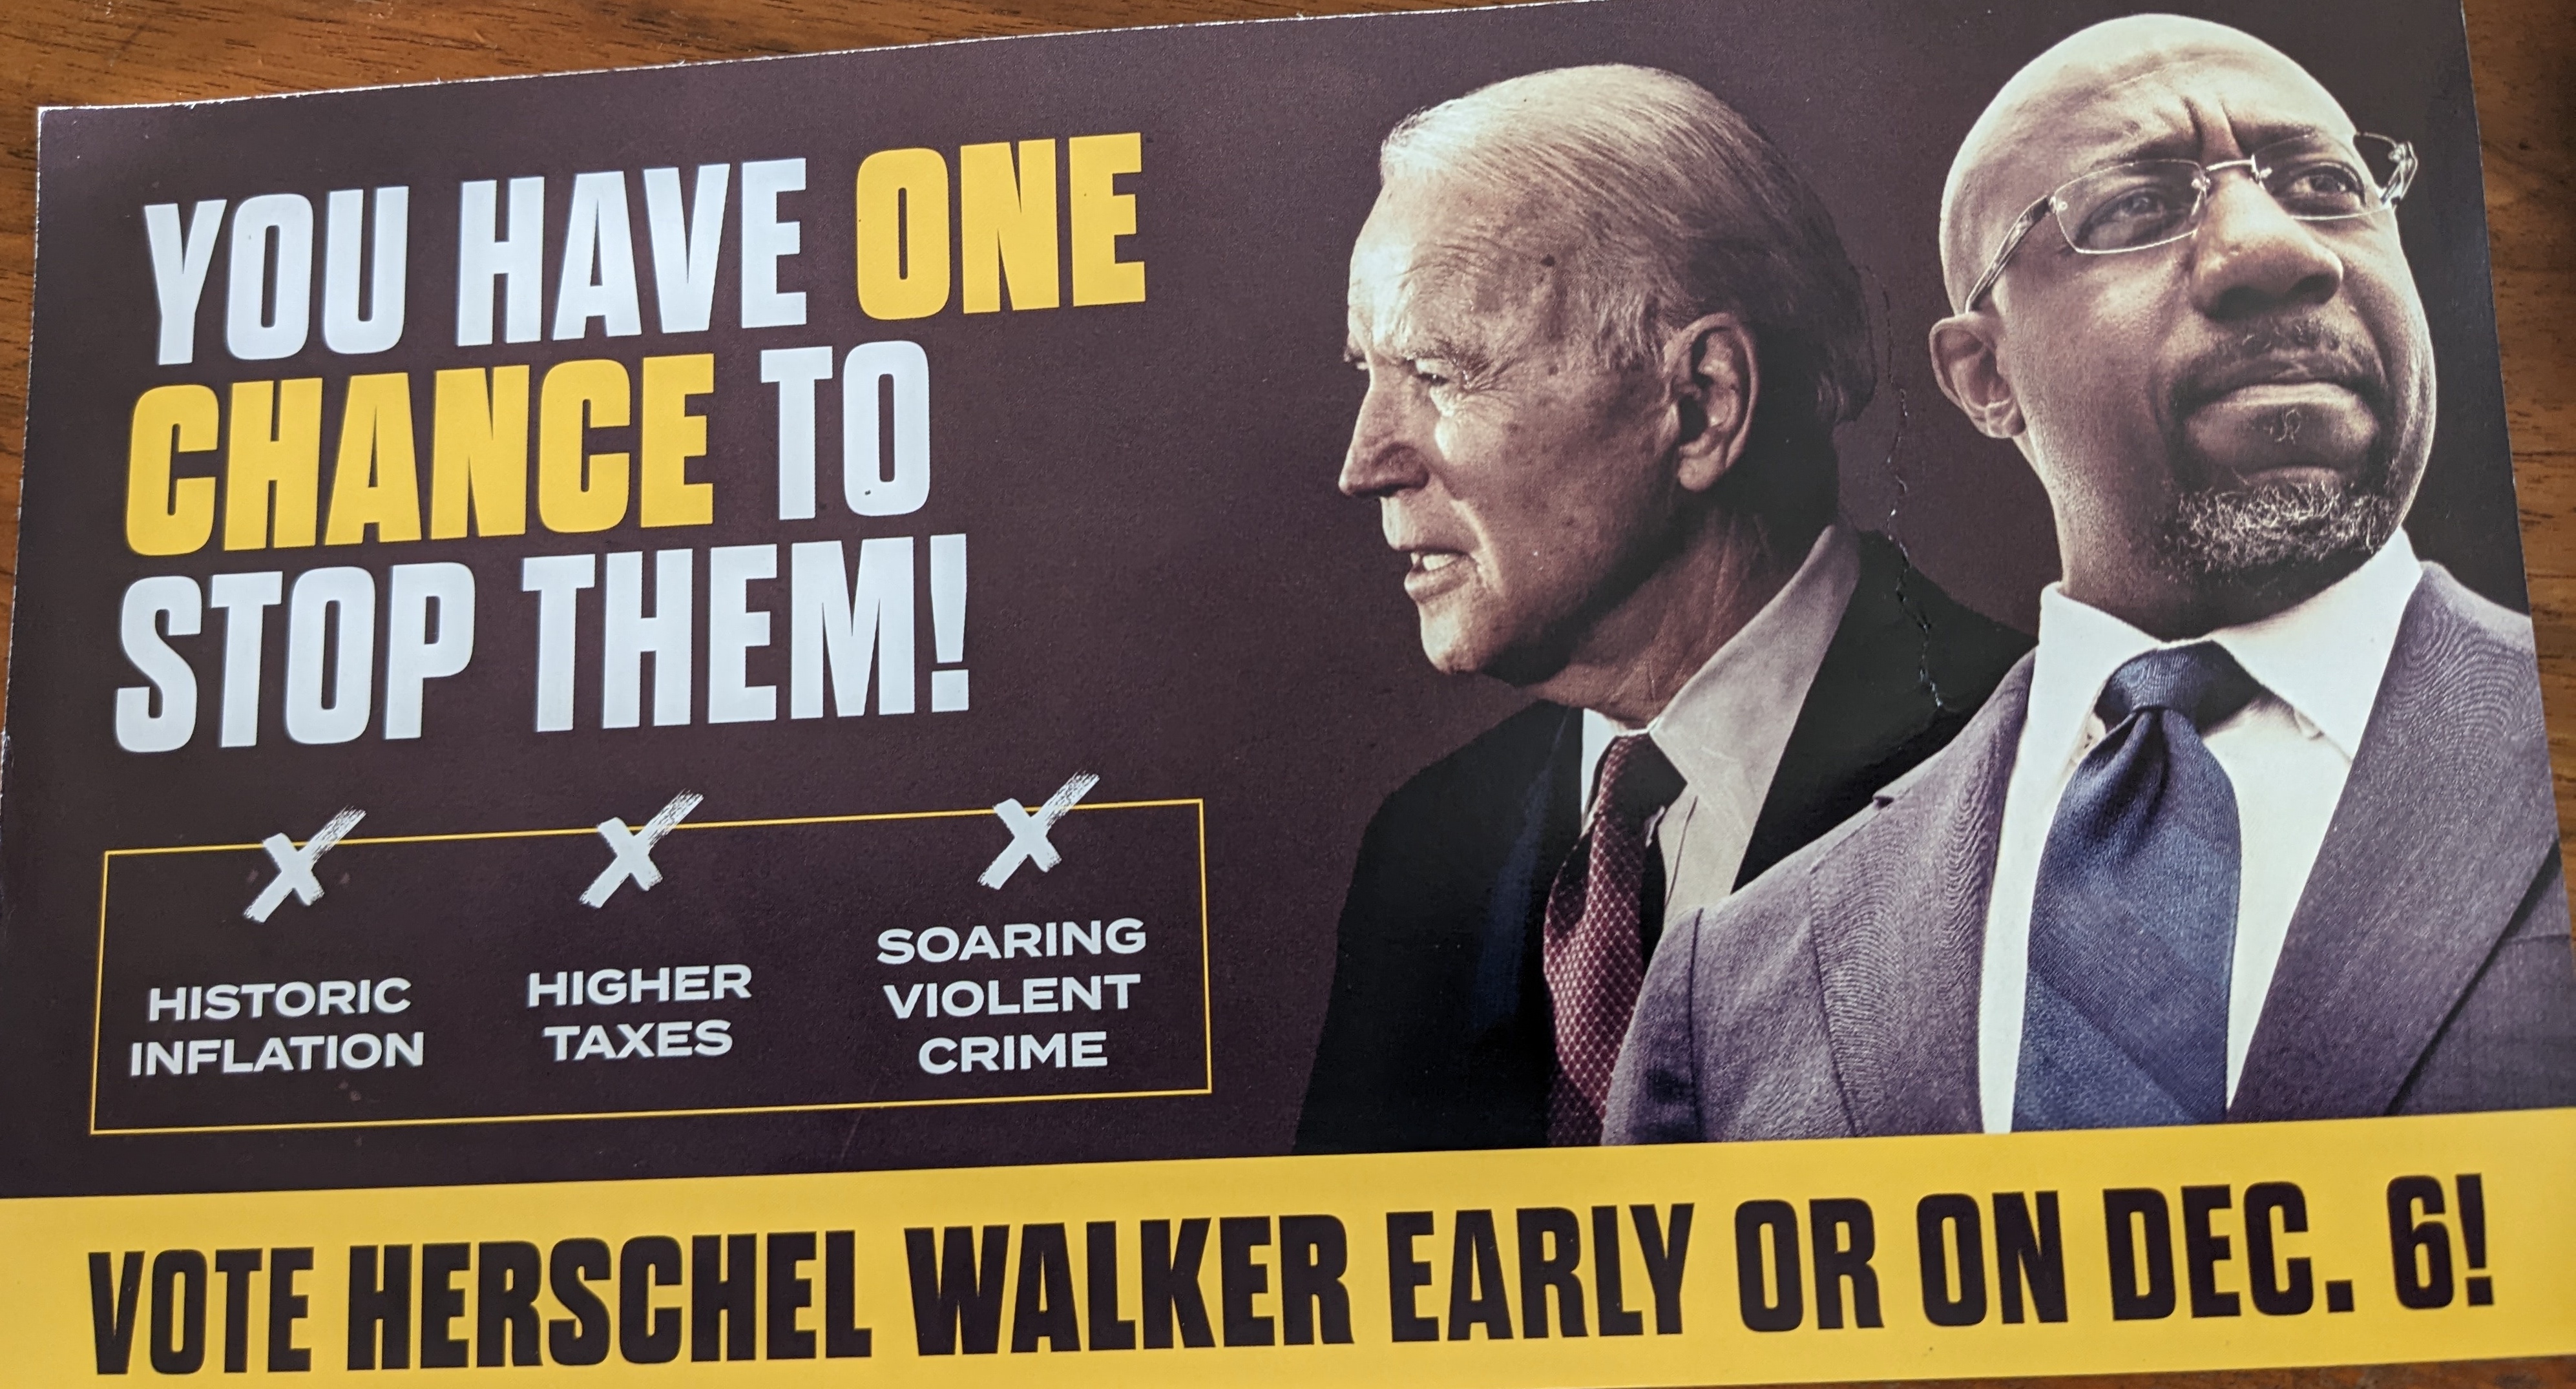 YOU HAVE ONE
CHANCE TO
STOP THEM!
HISTORIC
INFLATION
HIGHER
TAXES
SOARING
VIOLENT
CRIME
VOTE HERSCHEL WALKER EARLY OR ON DEC. 6!